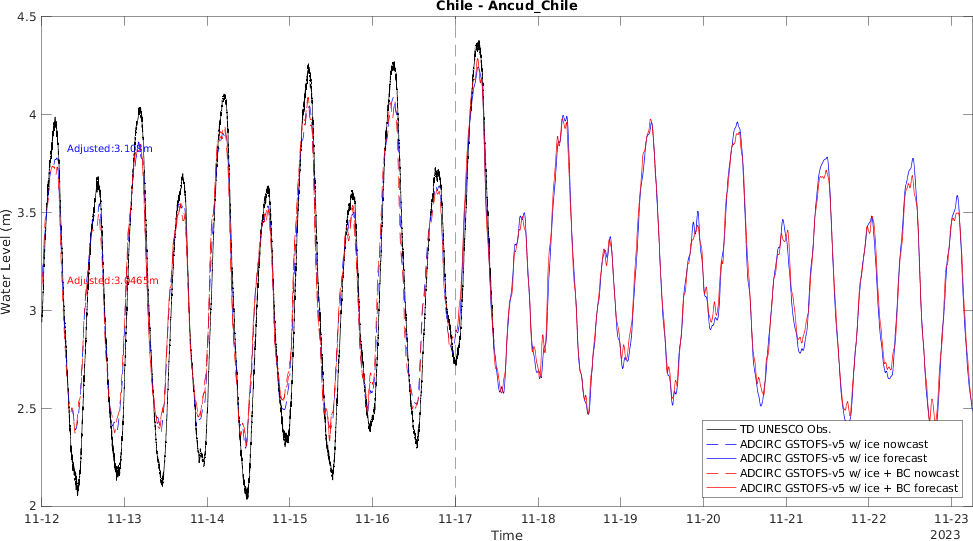 Chile - Ancud_Chile
4.5
4
3.5
3
2.5
2
Water Level (m)
Adjusted:3.108m
Adjusted:3.0465m
TD UNESCO Obs.
ADCIRC GSTOFS-v5 w/ ice nowcast
ADCIRC GSTOFS-v5 w/ ice forecast
ADCIRC GSTOFS-v5 w/ ice + BC nowcast
ADCIRC GSTOFS-v5 w/ ice + BC forecast
11-12 11-13 11-14 11-15 11-16 11-17 11-18 11-19 11-20 11-21 11-22 11-23
Time
2023